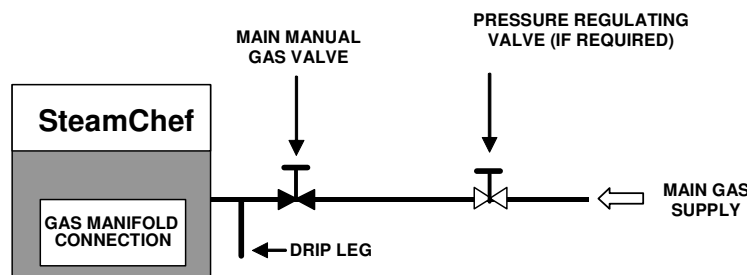 PRESSURE REGULATING
VALVE (IF REQUIRED)
MAIN MANUAL
GAS VALVE
SteamChef
GAS MANIFOLD
CONNECTION
DRIP LEG
MAIN GAS
SUPPLY